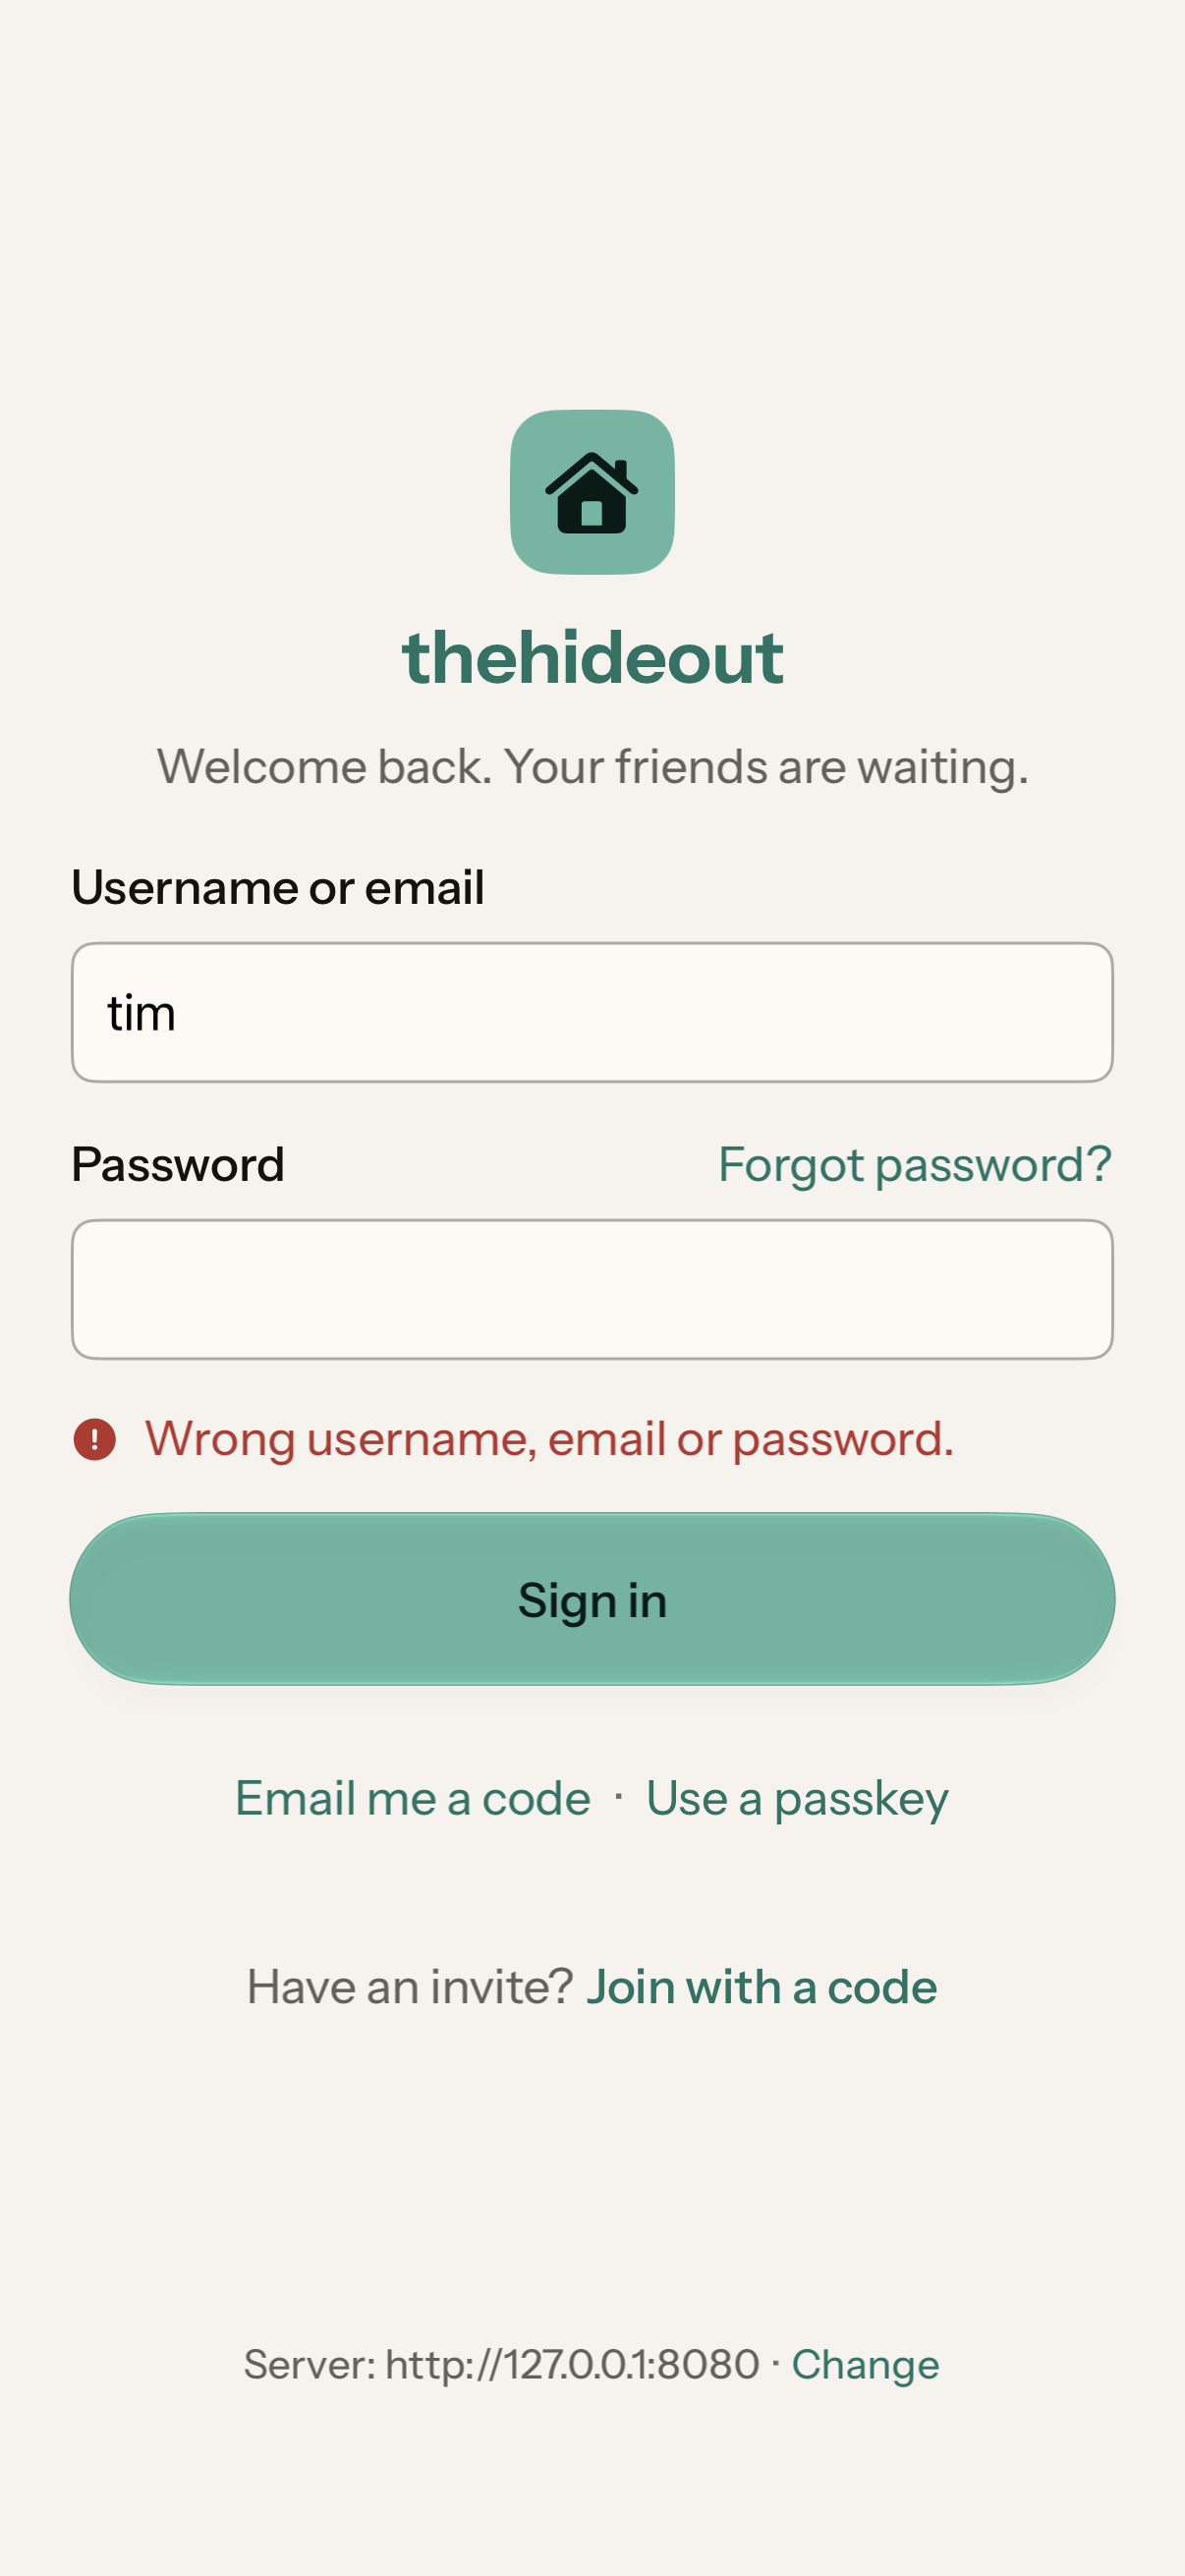 thehideout
Welcome back. Your friends are waiting.
Username or email
tim
Password
Forgot password?
Wrong username, email or password.
Sign in
Email me a code · Use a passkey
Have an invite? Join with a code
Server: http://127.0.0.1:8080 · Change